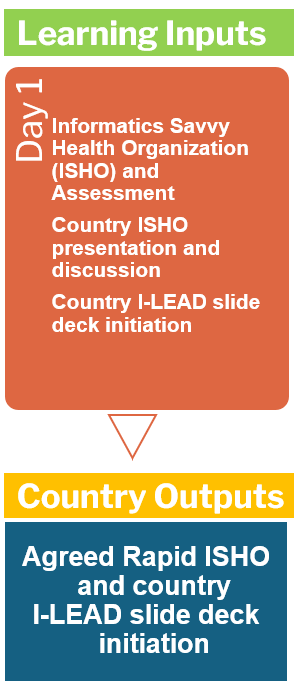 Learning Inputs
Day 1
Informatics Savvy
Health Organization
(ISHO) and
Assessment
Country ISHO
presentation and
discussion
Country I-LEAD slide
deck initiation
Country Outputs
Agreed Rapid ISHO
and country
I-LEAD slide deck
initiation